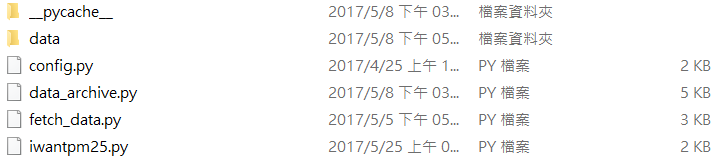 __pycache__ 2017/5/8 下午 03... 檔案資料夾
data 2017/5/8 下午 05... 檔案資料夾
config.py 2017/4/25 上午 1... PY 檔案 2 KB
data_archive.py 2017/5/8 下午 03... PY 檔案 5 KB
fetch_data.py 2017/5/5 下午 05... PY 檔案 3 KB
iwantpm25.py 2017/5/25 上午 0... PY 檔案 2 KB